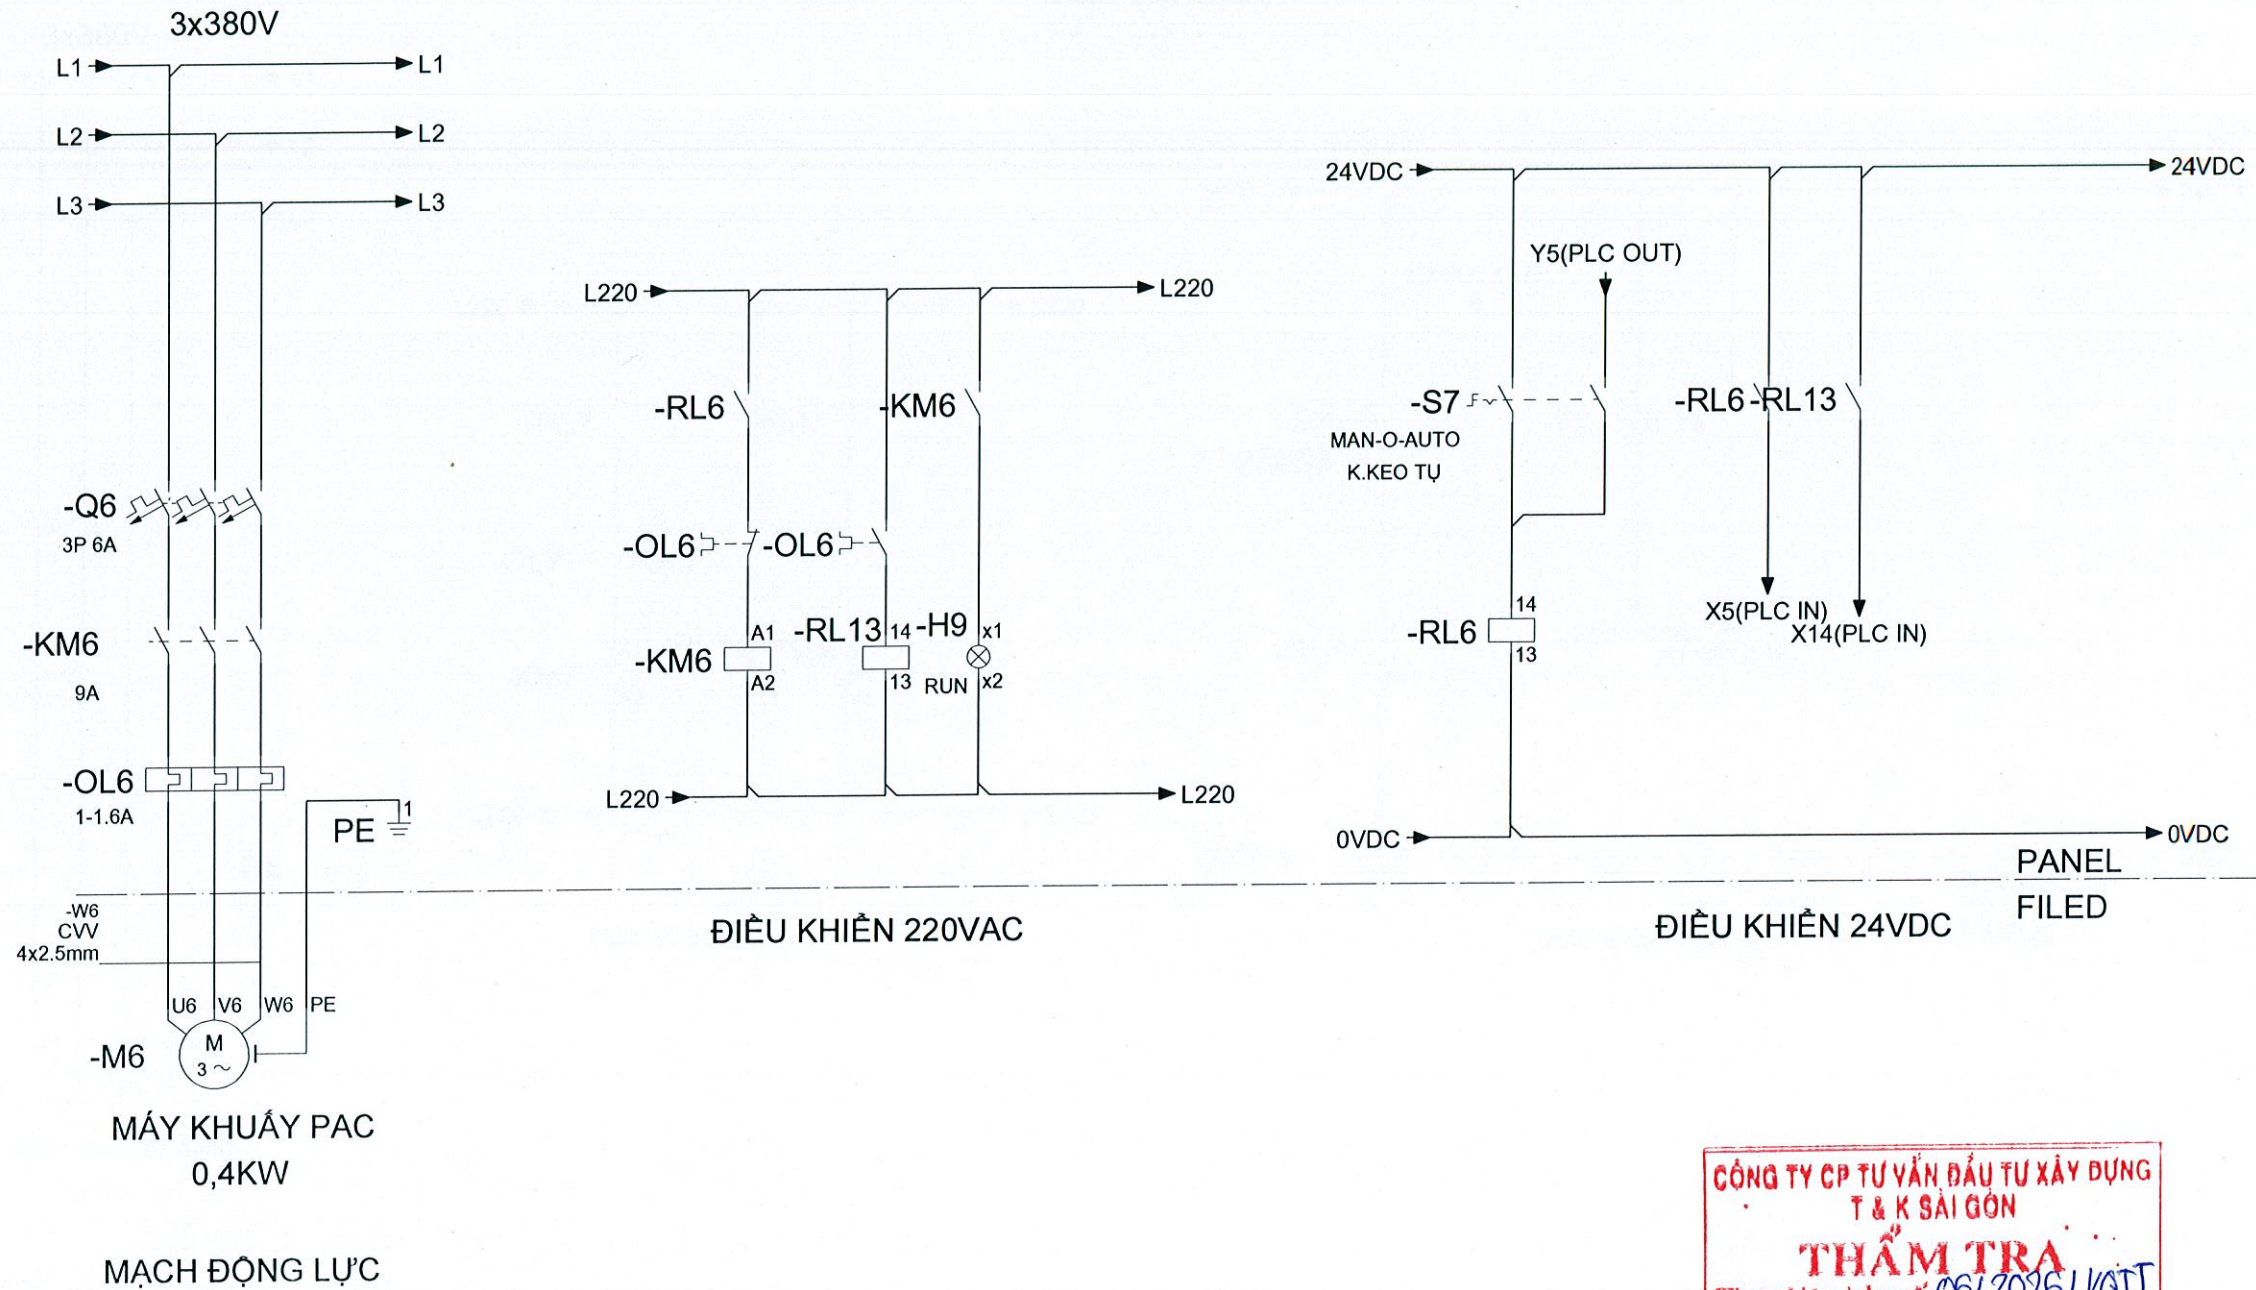 3x380V
L1 L1
L2 L2
L3 L3
-Q6
3P 6A
-KM6
9A
-OL6
1-1.6A
PE 1
-W6
CVV
4x2.5mm
U6 V6 W6 PE
-M6
M
3 ~
MÁY KHUẤY PAC
0,4KW
MẠCH ĐỘNG LỰC
L220 L220
-RL6 -KM6
-OL6 -OL6
A1 -RL13 14 -H9 x1
-KM6
A2 13 RUN x2
L220 L220
ĐIỀU KHIỂN 220VAC
24VDC 24VDC
Y5(PLC OUT)
-S7 -RL6 -RL13
MAN-O-AUTO
K.KEO TỤ
X5(PLC IN)
X14(PLC IN)
14
-RL6
13
0VDC 0VDC
PANEL
FILED
ĐIỀU KHIỂN 24VDC
CÔNG TY CP TƯ VẤN ĐẦU TƯ XÂY DỰNG
T & K SÀI GÒN
THẨM TRA